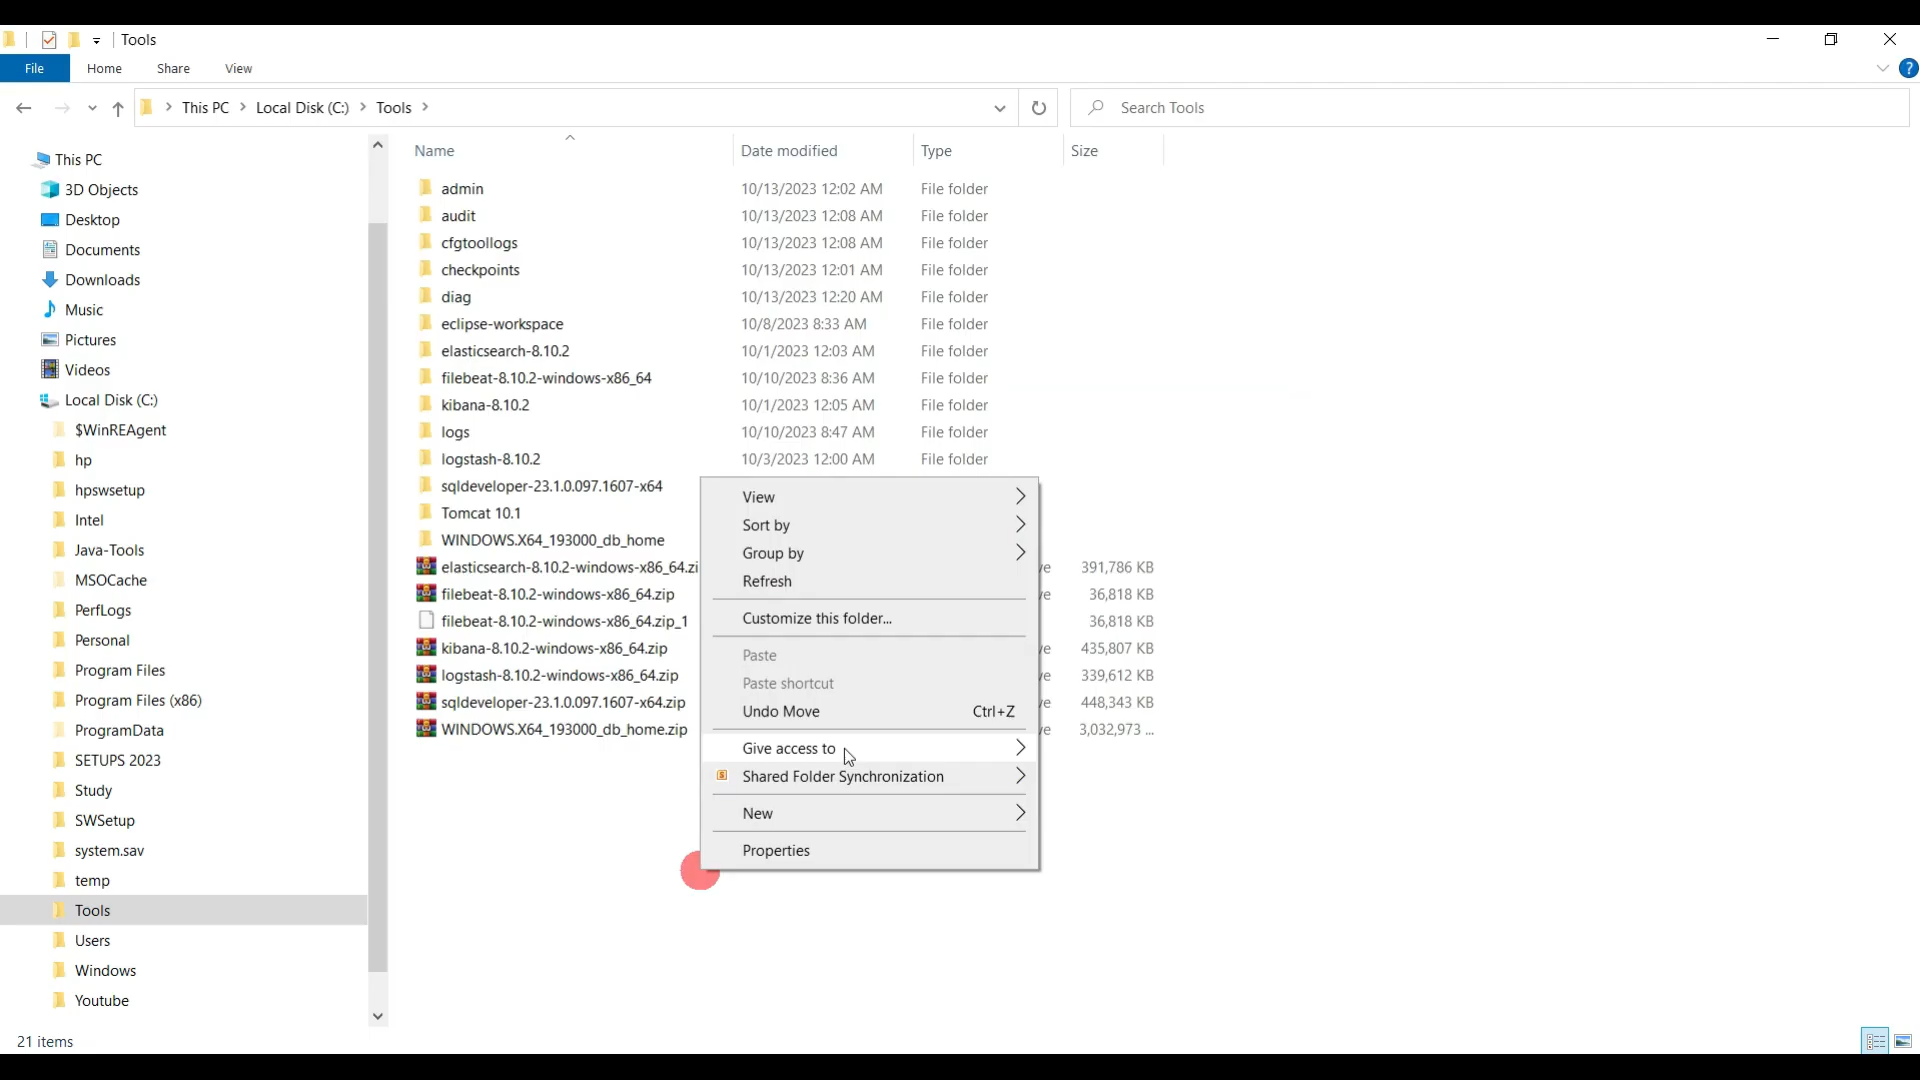 Tools
File Home Share View
This PC Local Disk (C:) Tools
Search Tools
This PC
3D Objects
Desktop
Documents
Downloads
Music
Pictures
Videos
Local Disk (C:)
$WinREAgent
hp
hpswsetup
Intel
Java-Tools
MSOCache
PerfLogs
Personal
Program Files
Program Files (x86)
ProgramData
SETUPS 2023
Study
SWSetup
system.sav
temp
Tools
Users
Windows
Youtube
Name Date modified Type Size
admin 10/13/2023 12:02 AM File folder
audit 10/13/2023 12:08 AM File folder
cfgtoollogs 10/13/2023 12:08 AM File folder
checkpoints 10/13/2023 12:01 AM File folder
diag 10/13/2023 12:20 AM File folder
eclipse-workspace 10/8/2023 8:33 AM File folder
elasticsearch-8.10.2 10/1/2023 12:03 AM File folder
filebeat-8.10.2-windows-x86_64 10/10/2023 8:36 AM File folder
kibana-8.10.2 10/1/2023 12:05 AM File folder
logs 10/10/2023 8:47 AM File folder
logstash-8.10.2 10/3/2023 12:00 AM File folder
sqldeveloper-23.1.0.097.1607-x64
Tomcat 10.1
WINDOWS.X64_193000_db_home
elasticsearch-8.10.2-windows-x86_64.zi ve 391,786 KB
filebeat-8.10.2-windows-x86_64.zip ve 36,818 KB
filebeat-8.10.2-windows-x86_64.zip_1 36,818 KB
kibana-8.10.2-windows-x86_64.zip ve 435,807 KB
logstash-8.10.2-windows-x86_64.zip ve 339,612 KB
sqldeveloper-23.1.0.097.1607-x64.zip ve 448,343 KB
WINDOWS.X64_193000_db_home.zip ve 3,032,973 ...
View
Sort by
Group by
Refresh
Customize this folder...
Paste
Paste shortcut
Undo Move Ctrl+Z
Give access to
Shared Folder Synchronization
New
Properties
21 items